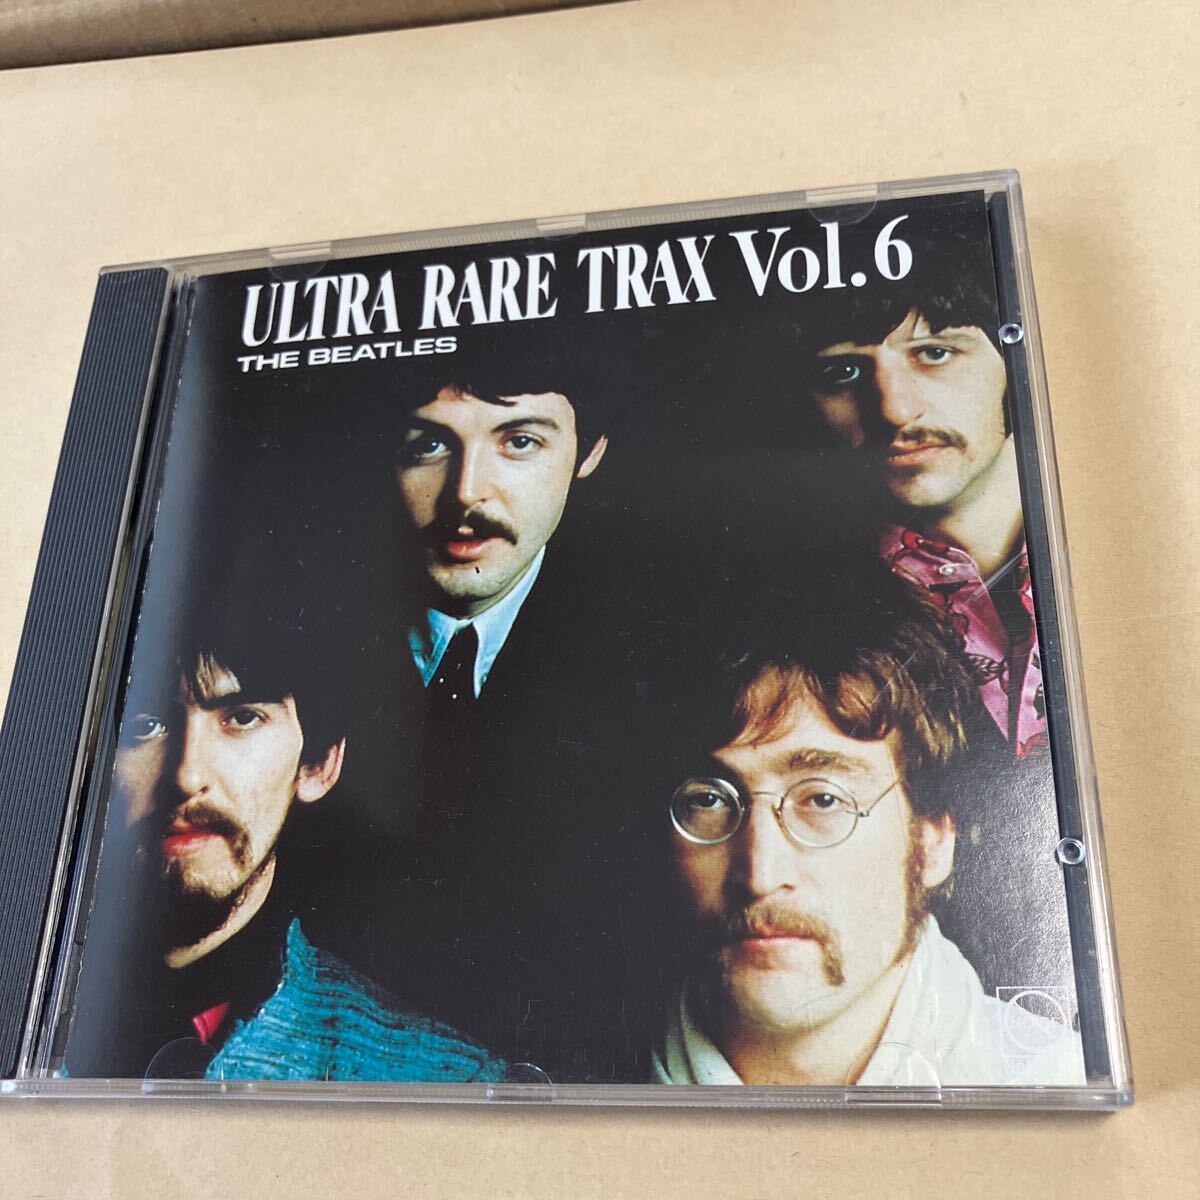 ULTRA RARE TRAX Vol. 6
THE BEATLES